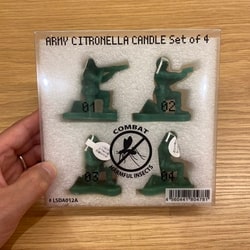 ARMY CITRONELLA CANDLE Set of 4
01
02
03
04
COMBAT
HARMFUL INSECTS
#LSDA012A